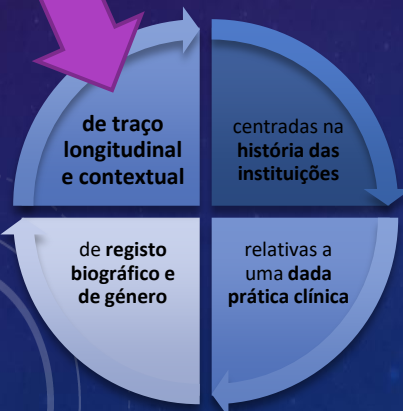 de traço
longitudinal
e contextual
centradas na
história das
instituições
de registo
biográfico e
de género
relativas a
uma dada
prática clínica